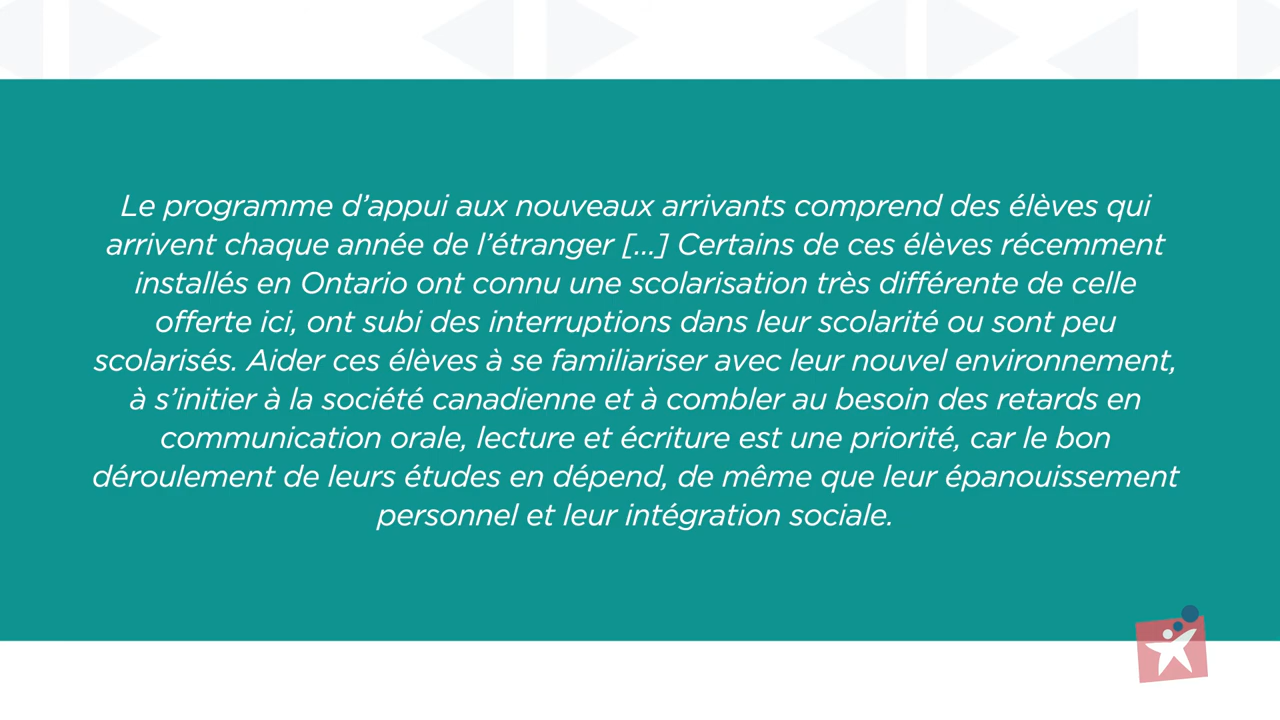 Le programme d’appui aux nouveaux arrivants comprend des élèves qui
arrivent chaque année de l’étranger [...] Certains de ces élèves récemment
installés en Ontario ont connu une scolarisation très différente de celle
offerte ici, ont subi des interruptions dans leur scolarité ou sont peu
scolarisés. Aider ces élèves à se familiariser avec leur nouvel environnement,
à s’initier à la société canadienne et à combler au besoin des retards en
communication orale, lecture et écriture est une priorité, car le bon
déroulement de leurs études en dépend, de même que leur épanouissement
personnel et leur intégration sociale.